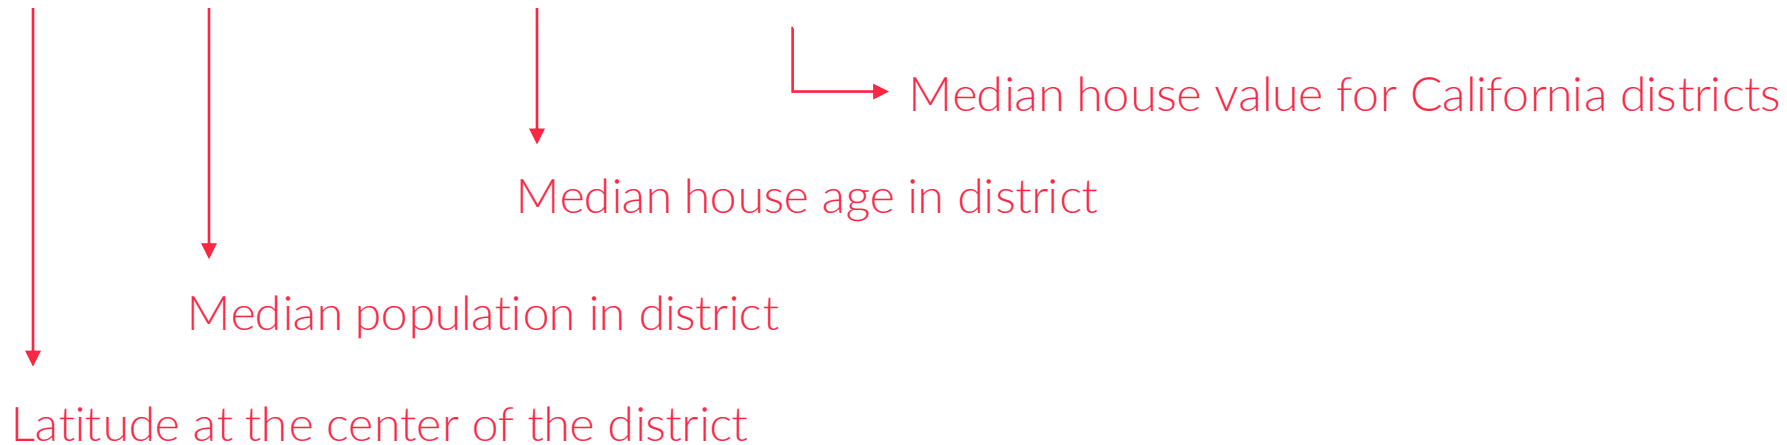 Median house value for California districts
Median house age in district
Median population in district
Latitude at the center of the district